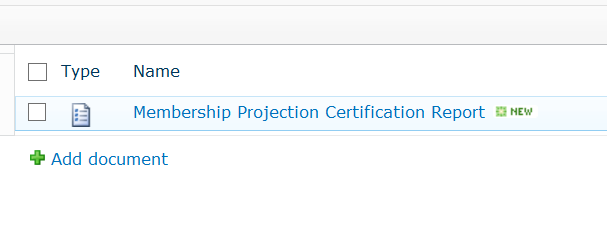 Type Name
Membership Projection Certification Report NEW
Add document